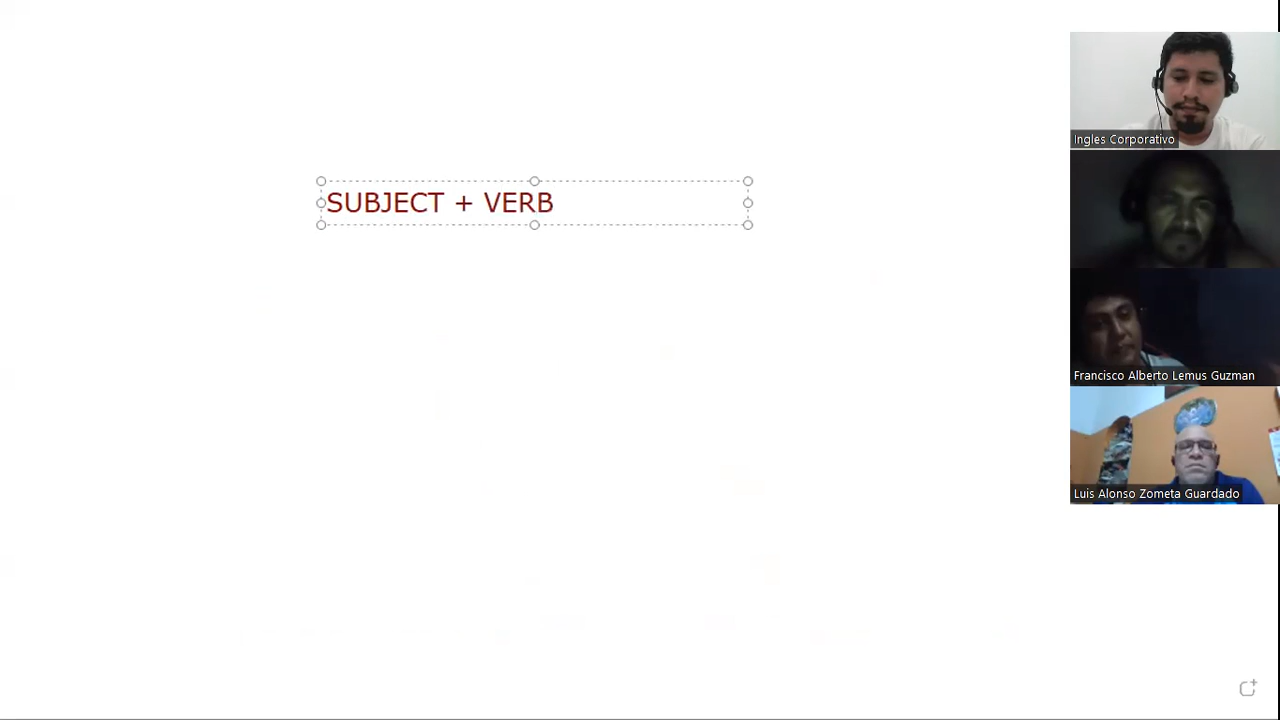 SUBJECT + VERB
Ingles Corporativo
Francisco Alberto Lemus Guzman
Luis Alonso Zometa Guardado